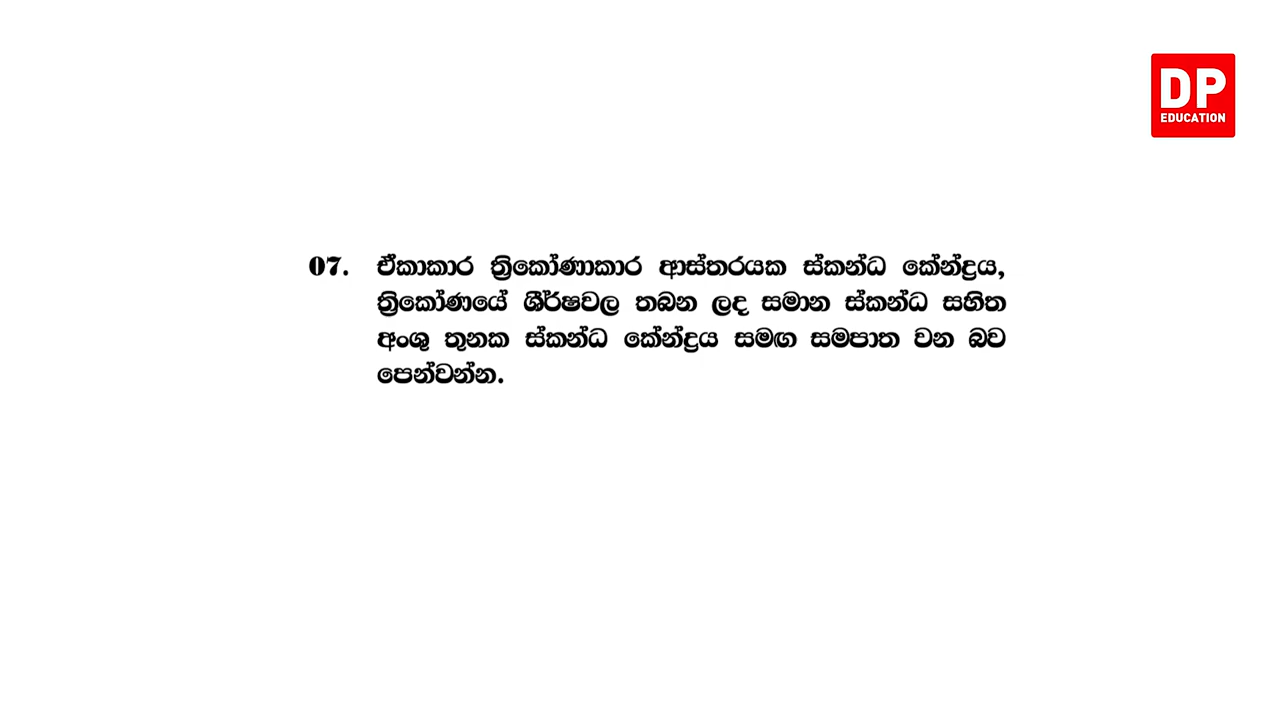 DP
EDUCATION
07. ඒකාකාර ත්‍රිකෝණාකාර ආස්තරයක ස්කන්ධ කේන්ද්‍රය,
ත්‍රිකෝණයේ ශීර්ෂවල තබන ලද සමාන ස්කන්ධ සහිත
අංශු තුනක ස්කන්ධ කේන්ද්‍රය සමඟ සමපාත වන බව
පෙන්වන්න.